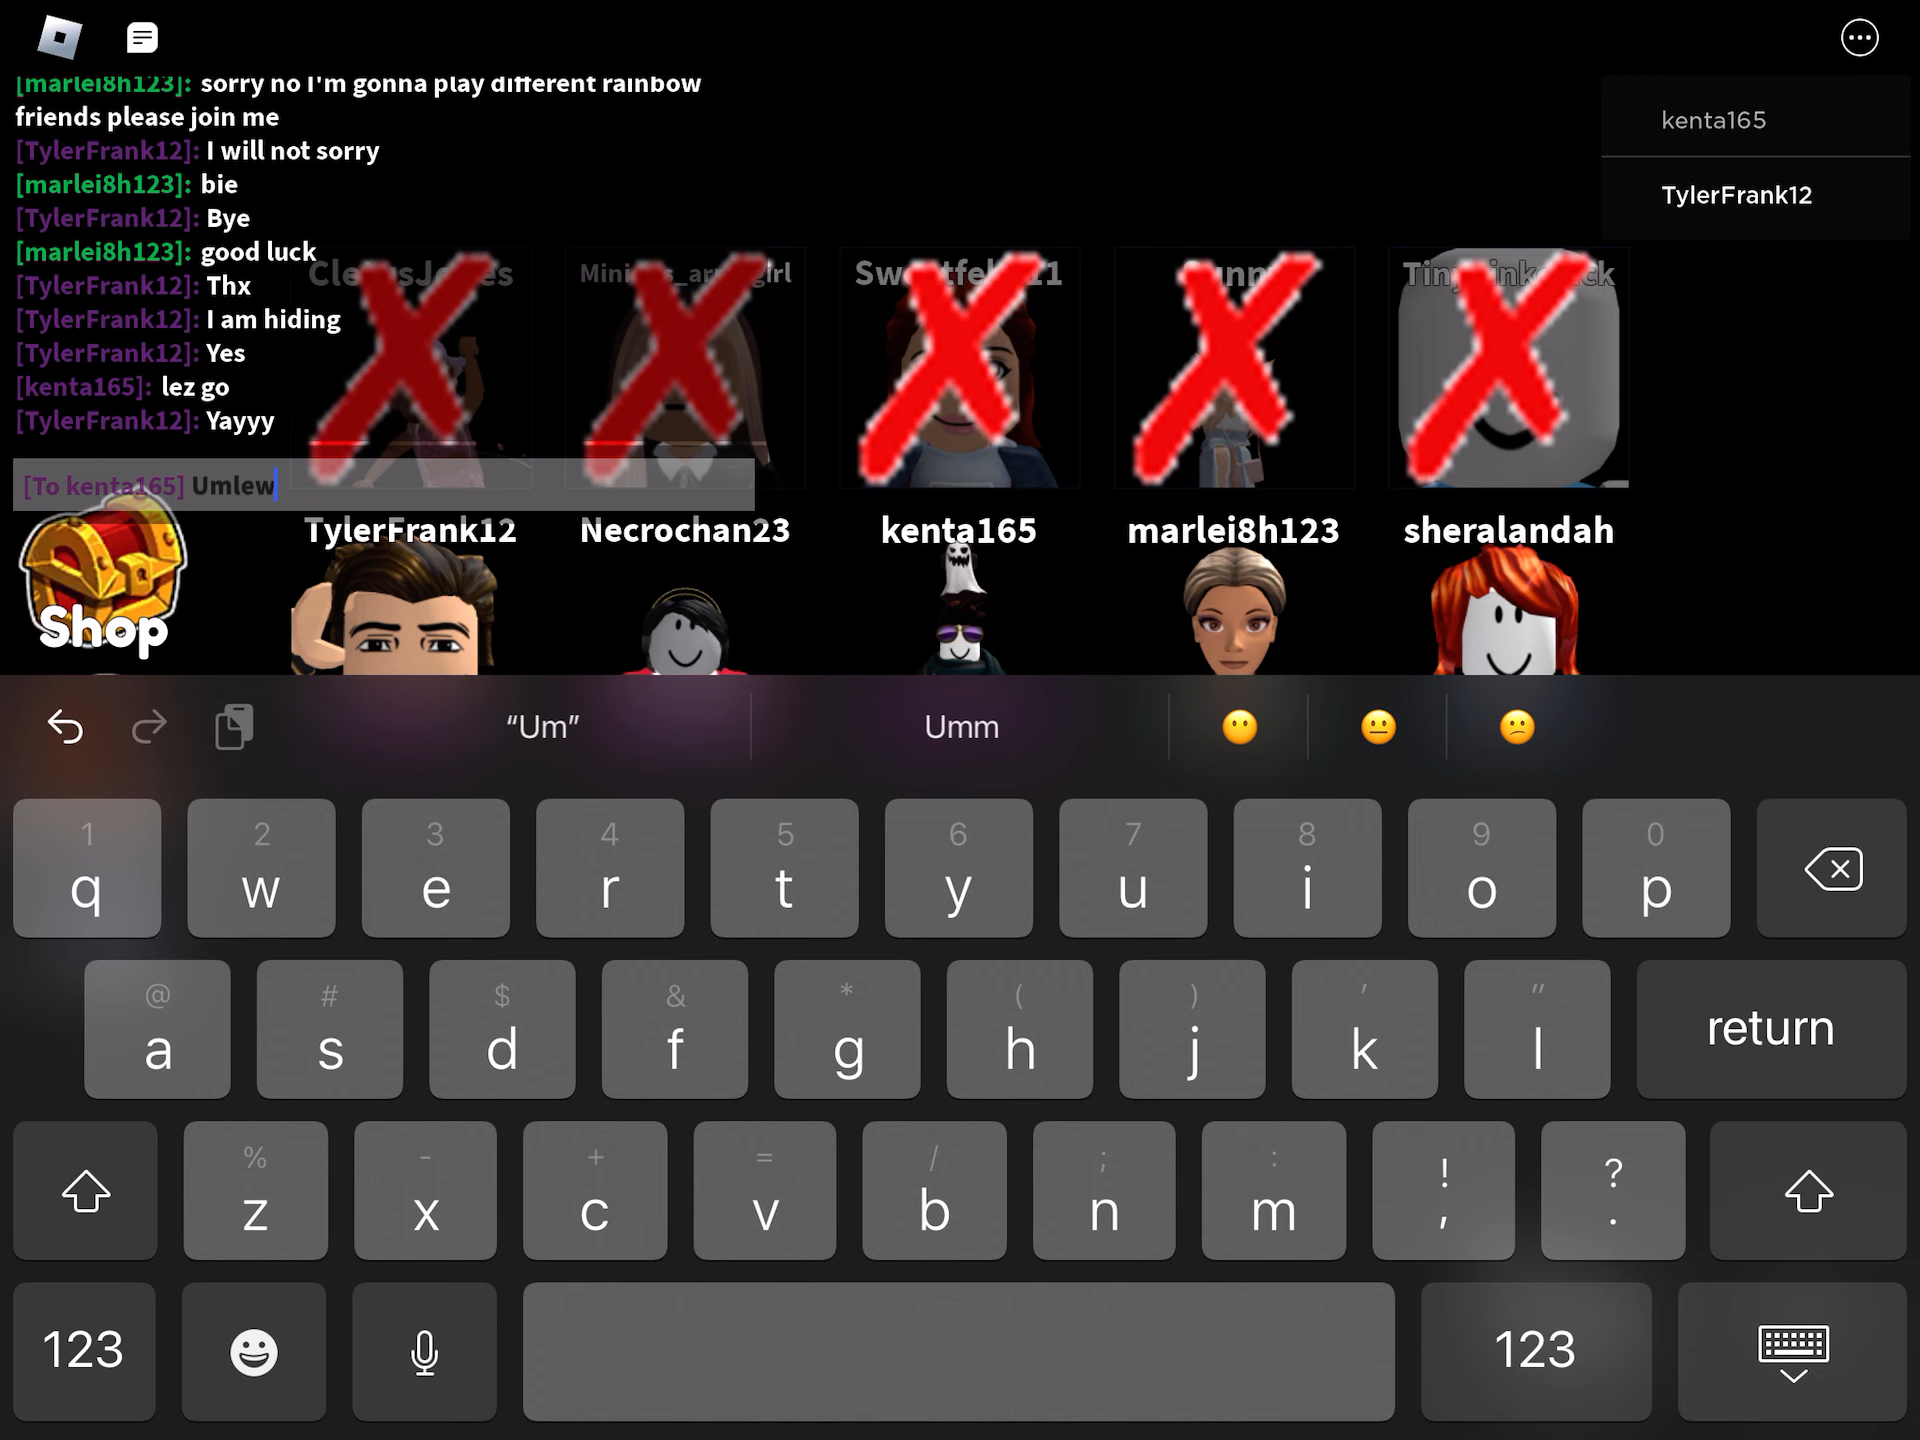 [marlei8h123]: sorry no I'm gonna play different rainbow
friends please join me
[TylerFrank12]: I will not sorry
[marlei8h123]: bie
[TylerFrank12]: Bye
[marlei8h123]: good luck
[TylerFrank12]: Thx
[TylerFrank12]: I am hiding
[TylerFrank12]: Yes
[kenta165]: lez go
[TylerFrank12]: Yayyy
[To kenta165] Umlew
kenta165
TylerFrank12
TylerFrank12 Necrochan23 kenta165 marlei8h123 sheralandah
Shop
“Um” Umm
1 2 3 4 5 6 7 8 9 0
q w e r t y u i o p
@ # $ & * ( ) ' "
a s d f g h j k l return
% - + = / ; : ! ?
z x c v b n m , .
123 123